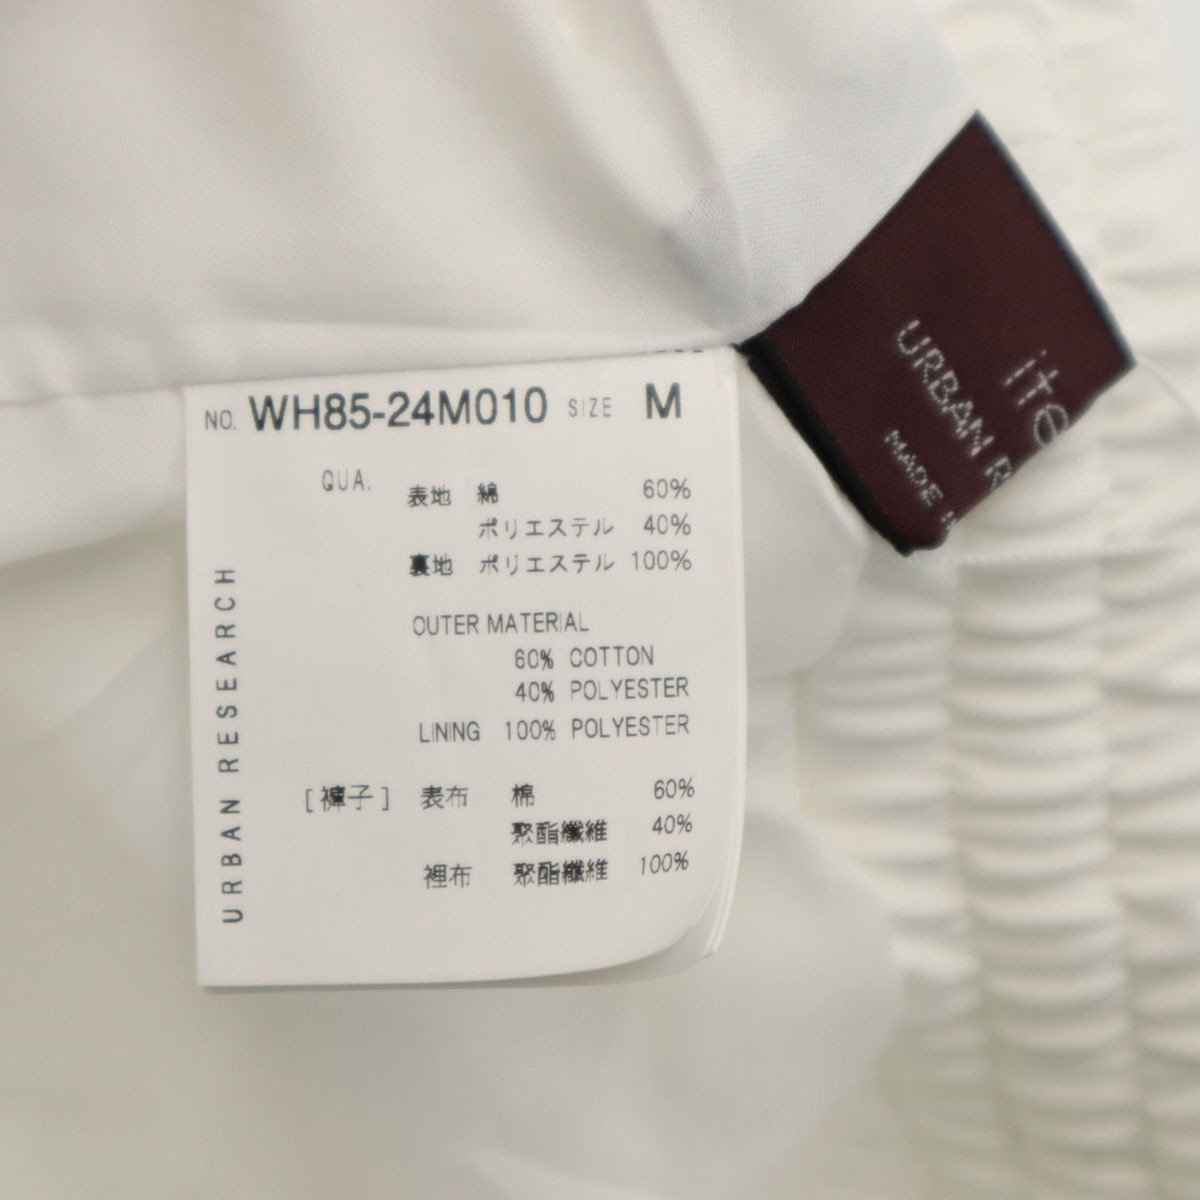 NO. WH85-24M010 SIZE M
QUA. 表地 綿 60%
ポリエステル 40%
裏地 ポリエステル 100%
OUTER MATERIAL
60% COTTON
40% POLYESTER
LINING 100% POLYESTER
[褲子] 表布 棉 60%
聚酯纖維 40%
裡布 聚酯纖維 100%
URBAN RESEARCH
ite
URBAN R
MADE